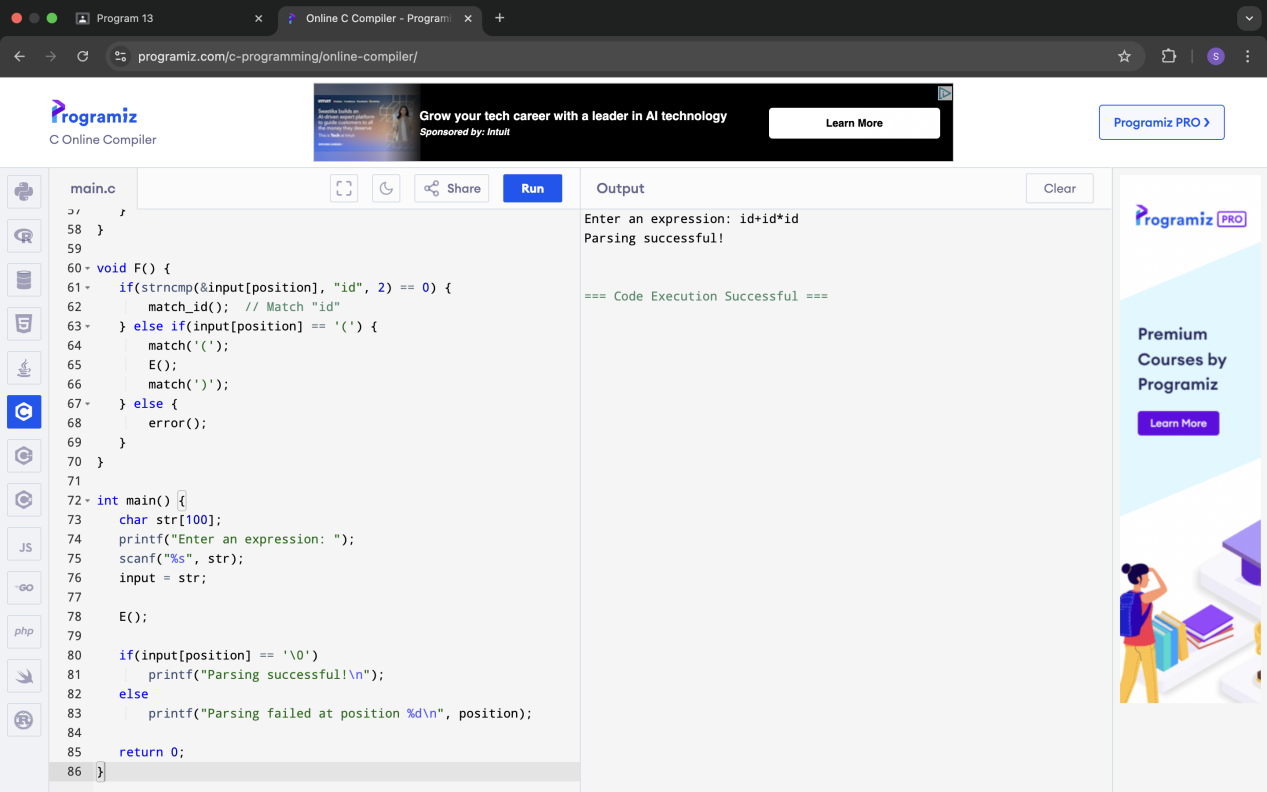 Program 13
Online C Compiler - Programi
programiz.com/c-programming/online-compiler/
S
Programiz
C Online Compiler
Grow your tech career with a leader in AI technology
Sponsored by: Intuit
Learn More
Programiz PRO
main.c
Share
Run
Output
Clear
57 }
58 }
59
60 void F() {
61 if(strncmp(&input[position], "id", 2) == 0) {
62 match_id();  // Match "id"
63 } else if(input[position] == '(') {
64 match('(');
65 E();
66 match(')');
67 } else {
68 error();
69 }
70 }
71
72 int main() {
73 char str[100];
74 printf("Enter an expression: ");
75 scanf("%s", str);
76 input = str;
77
78 E();
79
80 if(input[position] == '\0')
81 printf("Parsing successful!\n");
82 else
83 printf("Parsing failed at position %d\n", position);
84
85 return 0;
86 }
Enter an expression: id+id*id
Parsing successful!
=== Code Execution Successful ===
JS
GO
php
Programiz PRO
Premium
Courses by
Programiz
Learn More